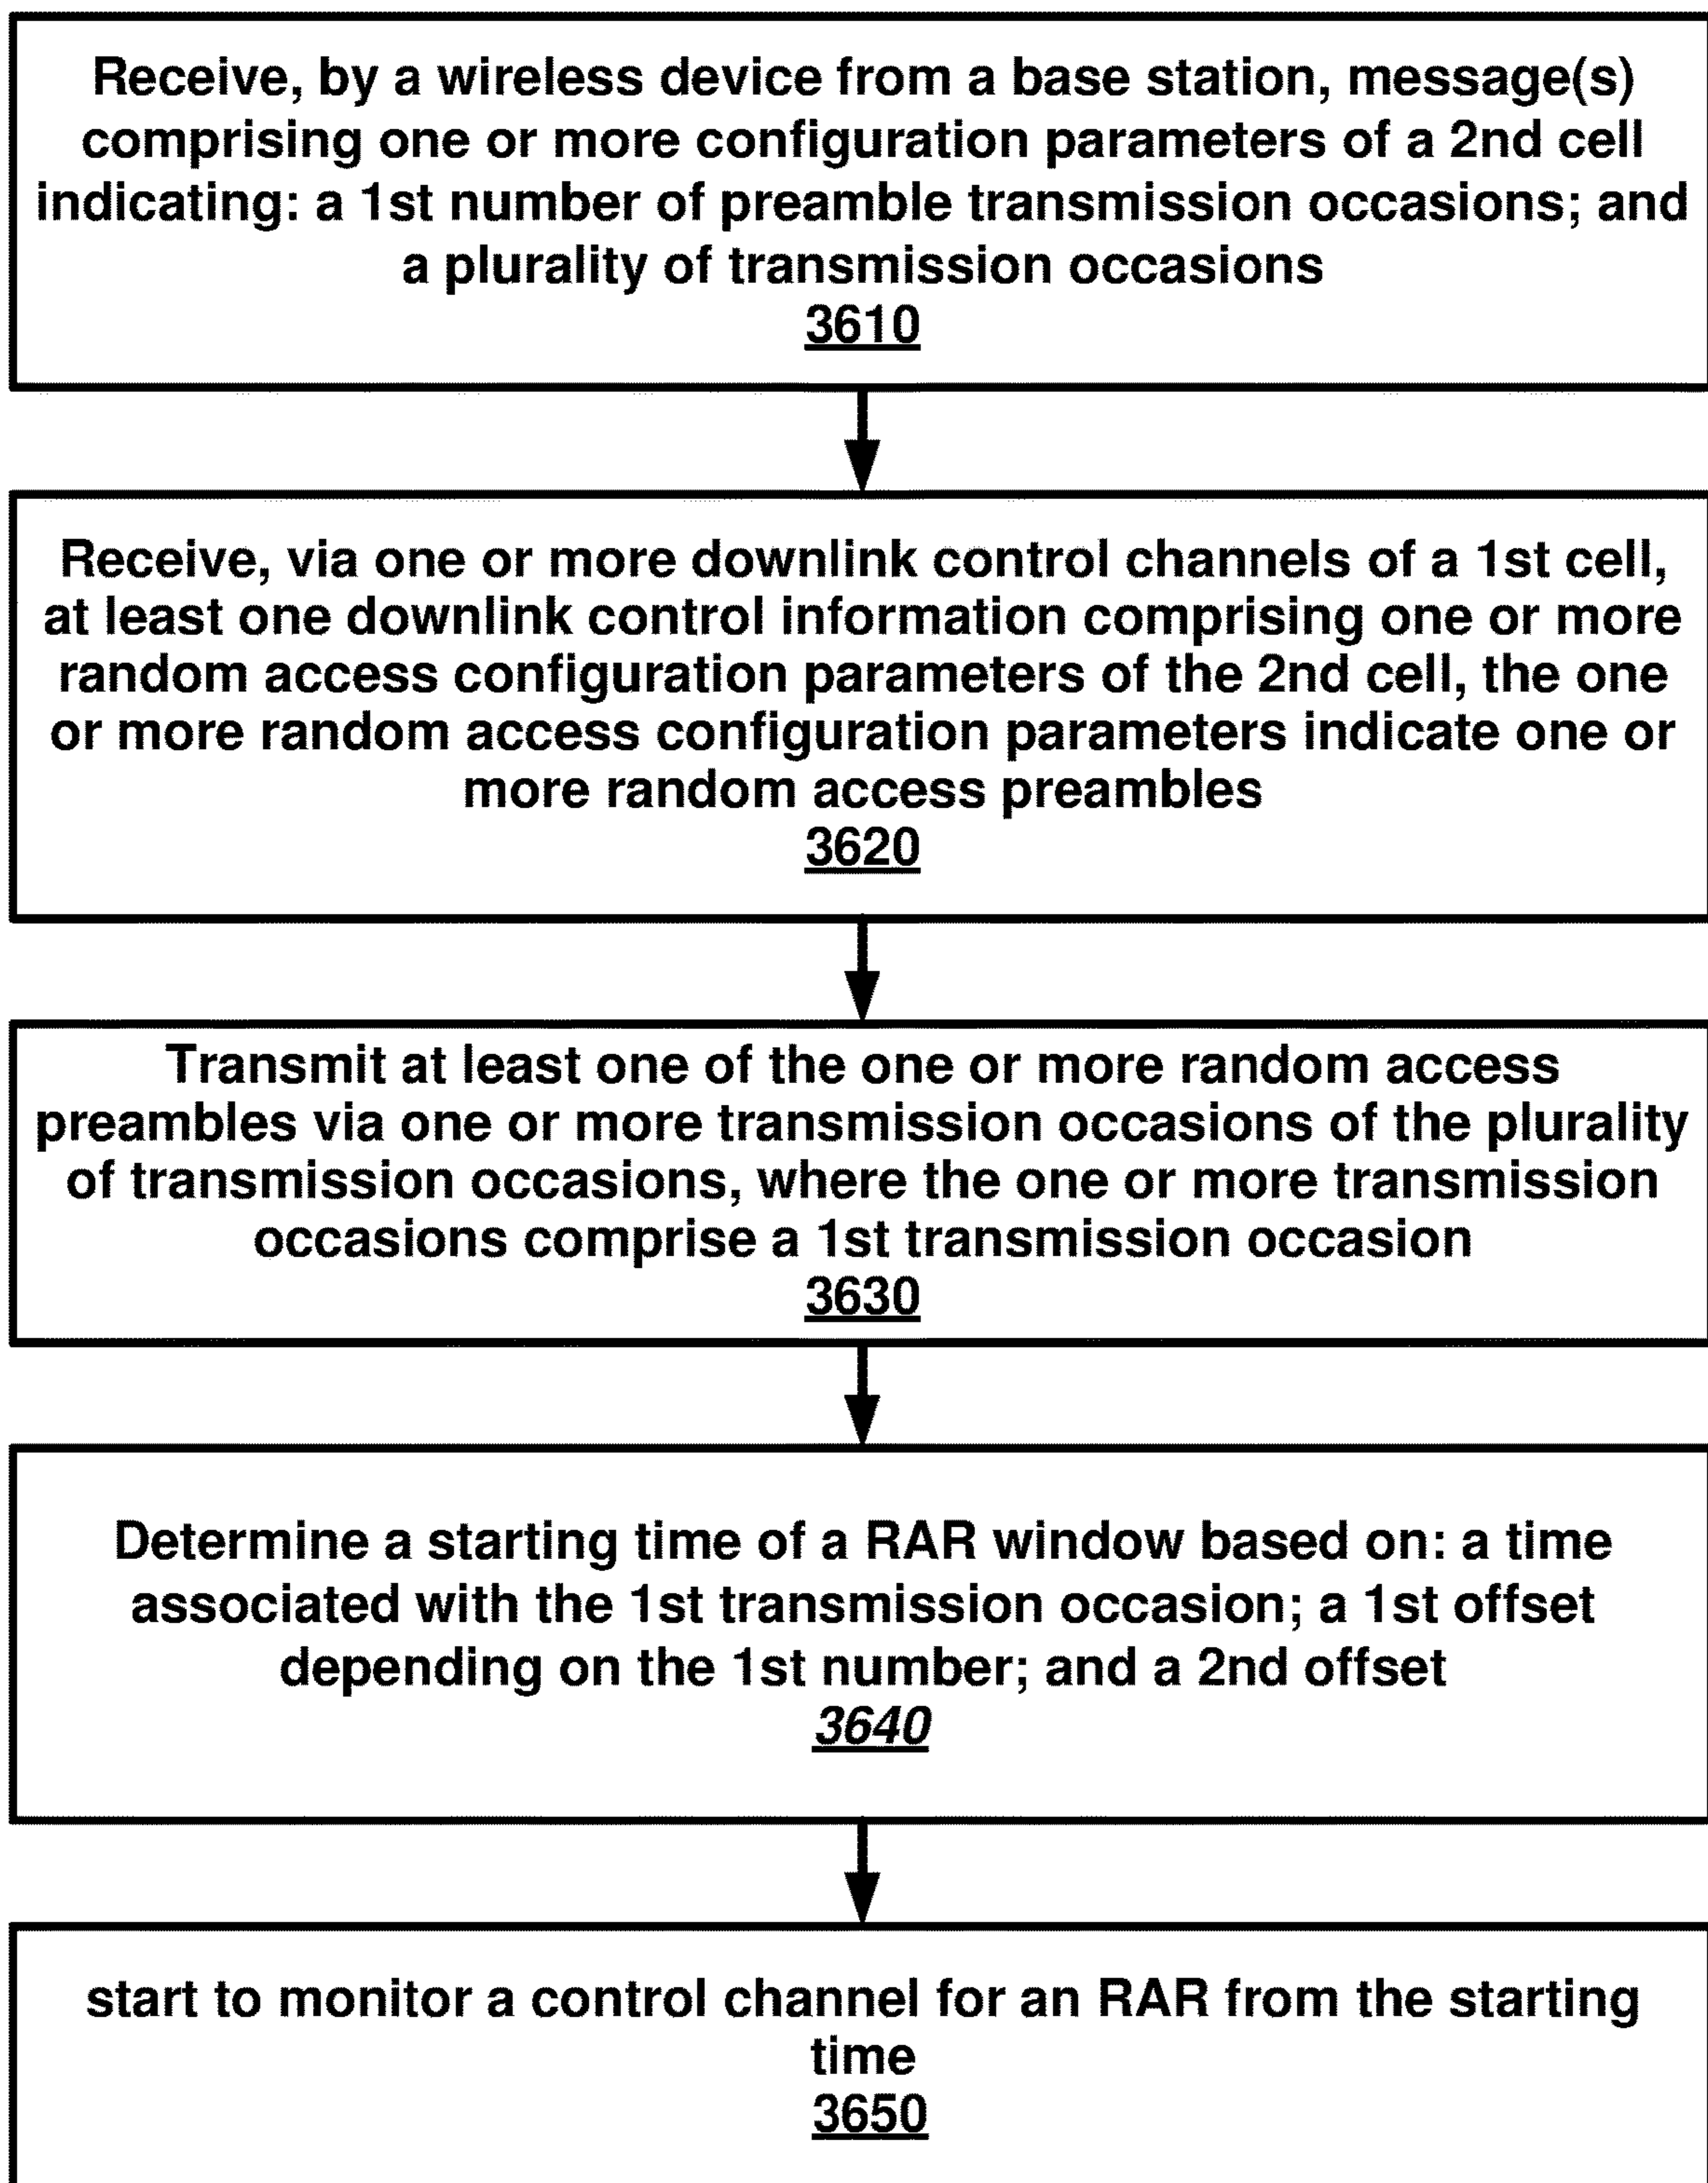 Receive, by a wireless device from a base station, message(s)
comprising one or more configuration parameters of a 2nd cell
indicating: a 1st number of preamble transmission occasions; and
a plurality of transmission occasions
3610
Receive, via one or more downlink control channels of a 1st cell,
at least one downlink control information comprising one or more
random access configuration parameters of the 2nd cell, the one
or more random access configuration parameters indicate one or
more random access preambles
3620
Transmit at least one of the one or more random access
preambles via one or more transmission occasions of the plurality
of transmission occasions, where the one or more transmission
occasions comprise a 1st transmission occasion
3630
Determine a starting time of a RAR window based on: a time
associated with the 1st transmission occasion; a 1st offset
depending on the 1st number; and a 2nd offset
3640
start to monitor a control channel for an RAR from the starting
time
3650